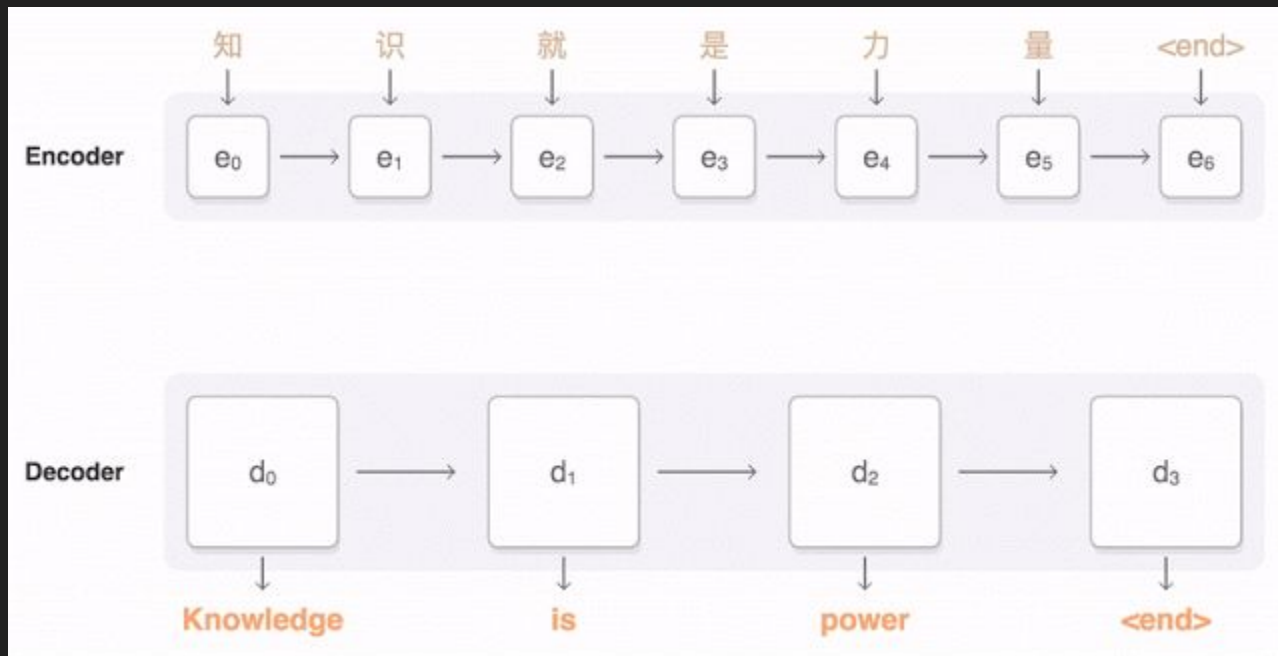 知 识 就 是 力 量 <end>
Encoder e₀ e₁ e₂ e₃ e₄ e₅ e₆
Decoder d₀ d₁ d₂ d₃
Knowledge is power <end>